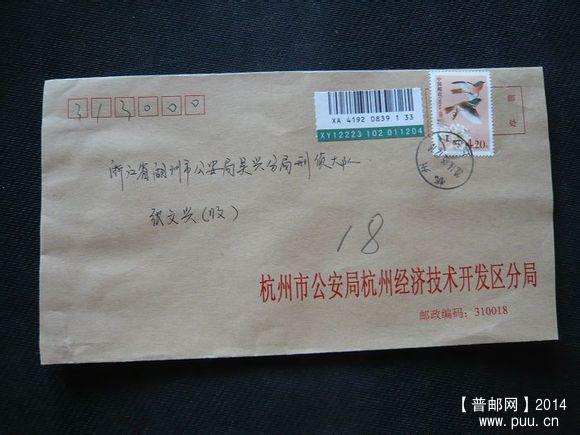 313000
XA 4192 0839 1 33
XY12223 102 011204
4.20
浙江省湖州市公安局吴兴分局刑侦大队
张文兴(收)
18
杭州市公安局杭州经济技术开发区分局
邮政编码：310018
【普邮网】2014
www.puu.cn